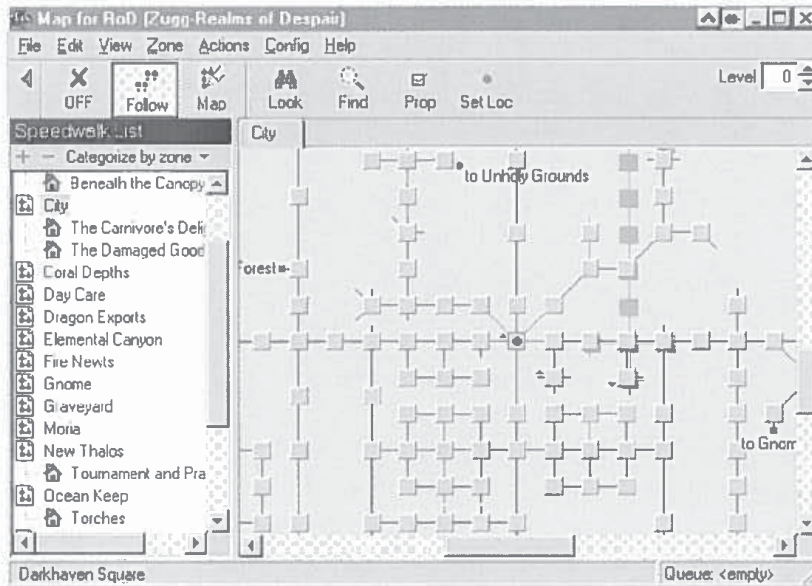 Map for RoD (Zugg-Realms of Despair)
File Edit View Zone Actions Config Help
OFF Follow Map Look Find Prop Set Loc Level 0
Speedwalk List
City
+ - Categorize by zone
Beneath the Canopy
City
The Carnivore's Deli
The Damaged Good
Coral Depths
Day Care
Dragon Exports
Elemental Canyon
Fire Newts
Gnome
Graveyard
Moria
New Thalos
Tournament and Pra
Ocean Keep
Torches
to Unholy Grounds
orest
to Gnom
Darkhaven Square
Queue: <empty>